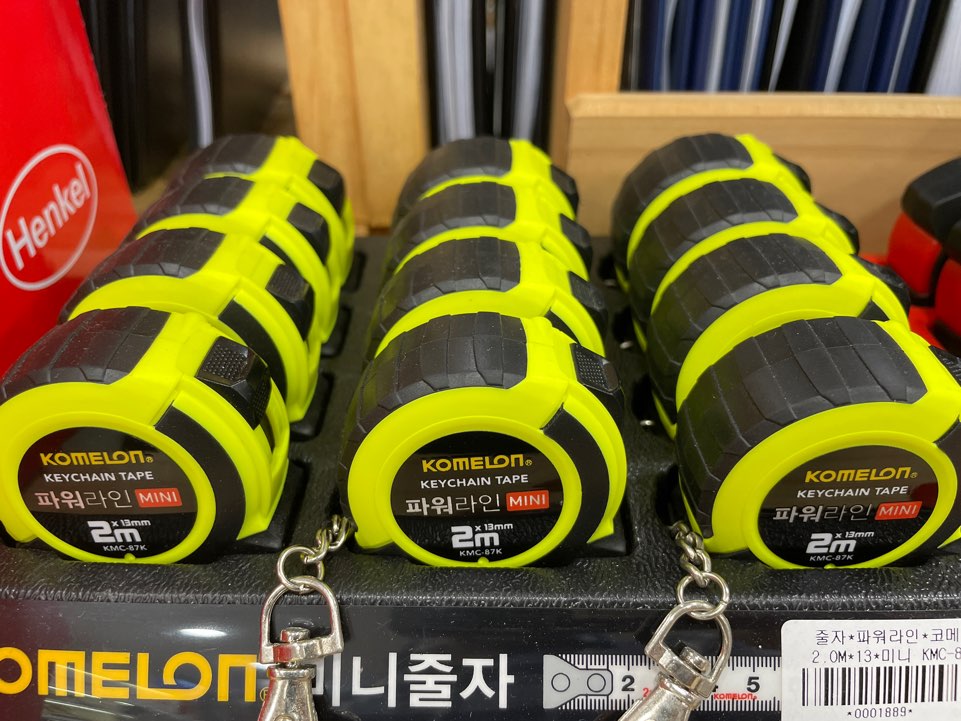 Henkel
KOMELON®
KEYCHAIN TAPE
파워라인 MINI
2m x 13mm
KMC-87K
KOMELON®
KEYCHAIN TAPE
파워라인 MINI
2m x 13mm
KMC-87K
KOMELON®
KEYCHAIN TAPE
파워라인 MINI
2m x 13mm
KMC-87K
OMELON® 미니줄자
2 5
KOMELON
줄자*파워라인*코메
2.0M*13*미니 KMC-8
*0001889*